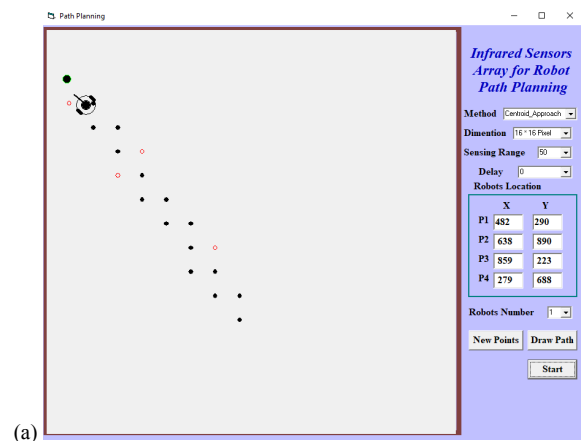 Path Planning
Infrared Sensors
Array for Robot
Path Planning
Method Centroid_Approach
Dimention 16 * 16 Pixel
Sensing Range 50
Delay 0
Robots Location
X Y
P1 482 290
P2 638 890
P3 859 223
P4 279 688
Robots Number 1
New Points Draw Path
Start
(a)